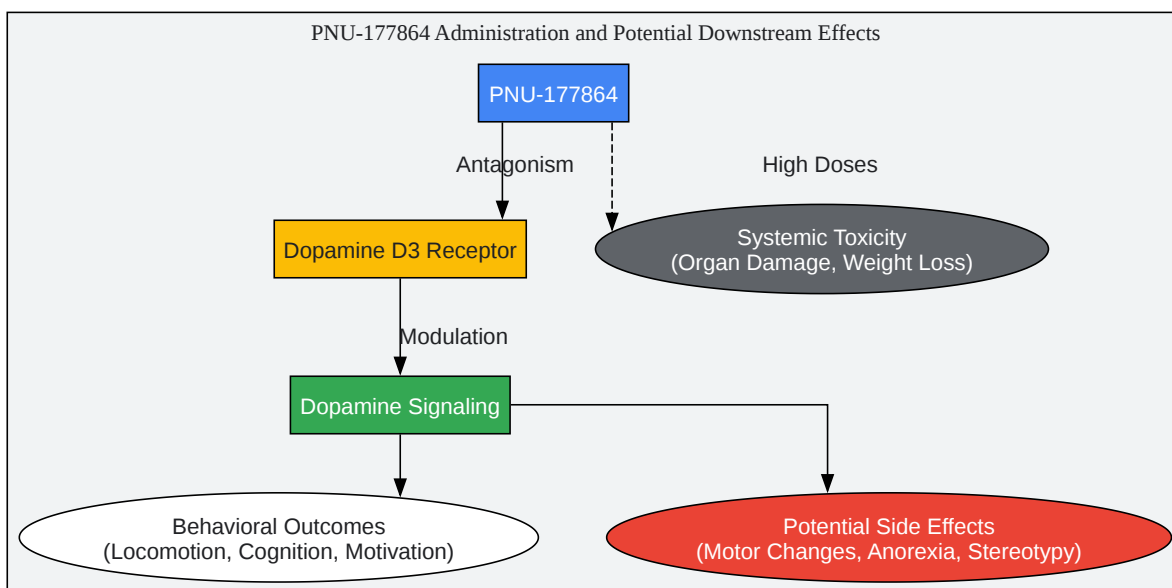 PNU-177864 Administration and Potential Downstream Effects
PNU-177864
Antagonism
High Doses
Dopamine D3 Receptor
Systemic Toxicity
(Organ Damage, Weight Loss)
Modulation
Dopamine Signaling
Behavioral Outcomes
(Locomotion, Cognition, Motivation)
Potential Side Effects
(Motor Changes, Anorexia, Stereotypy)